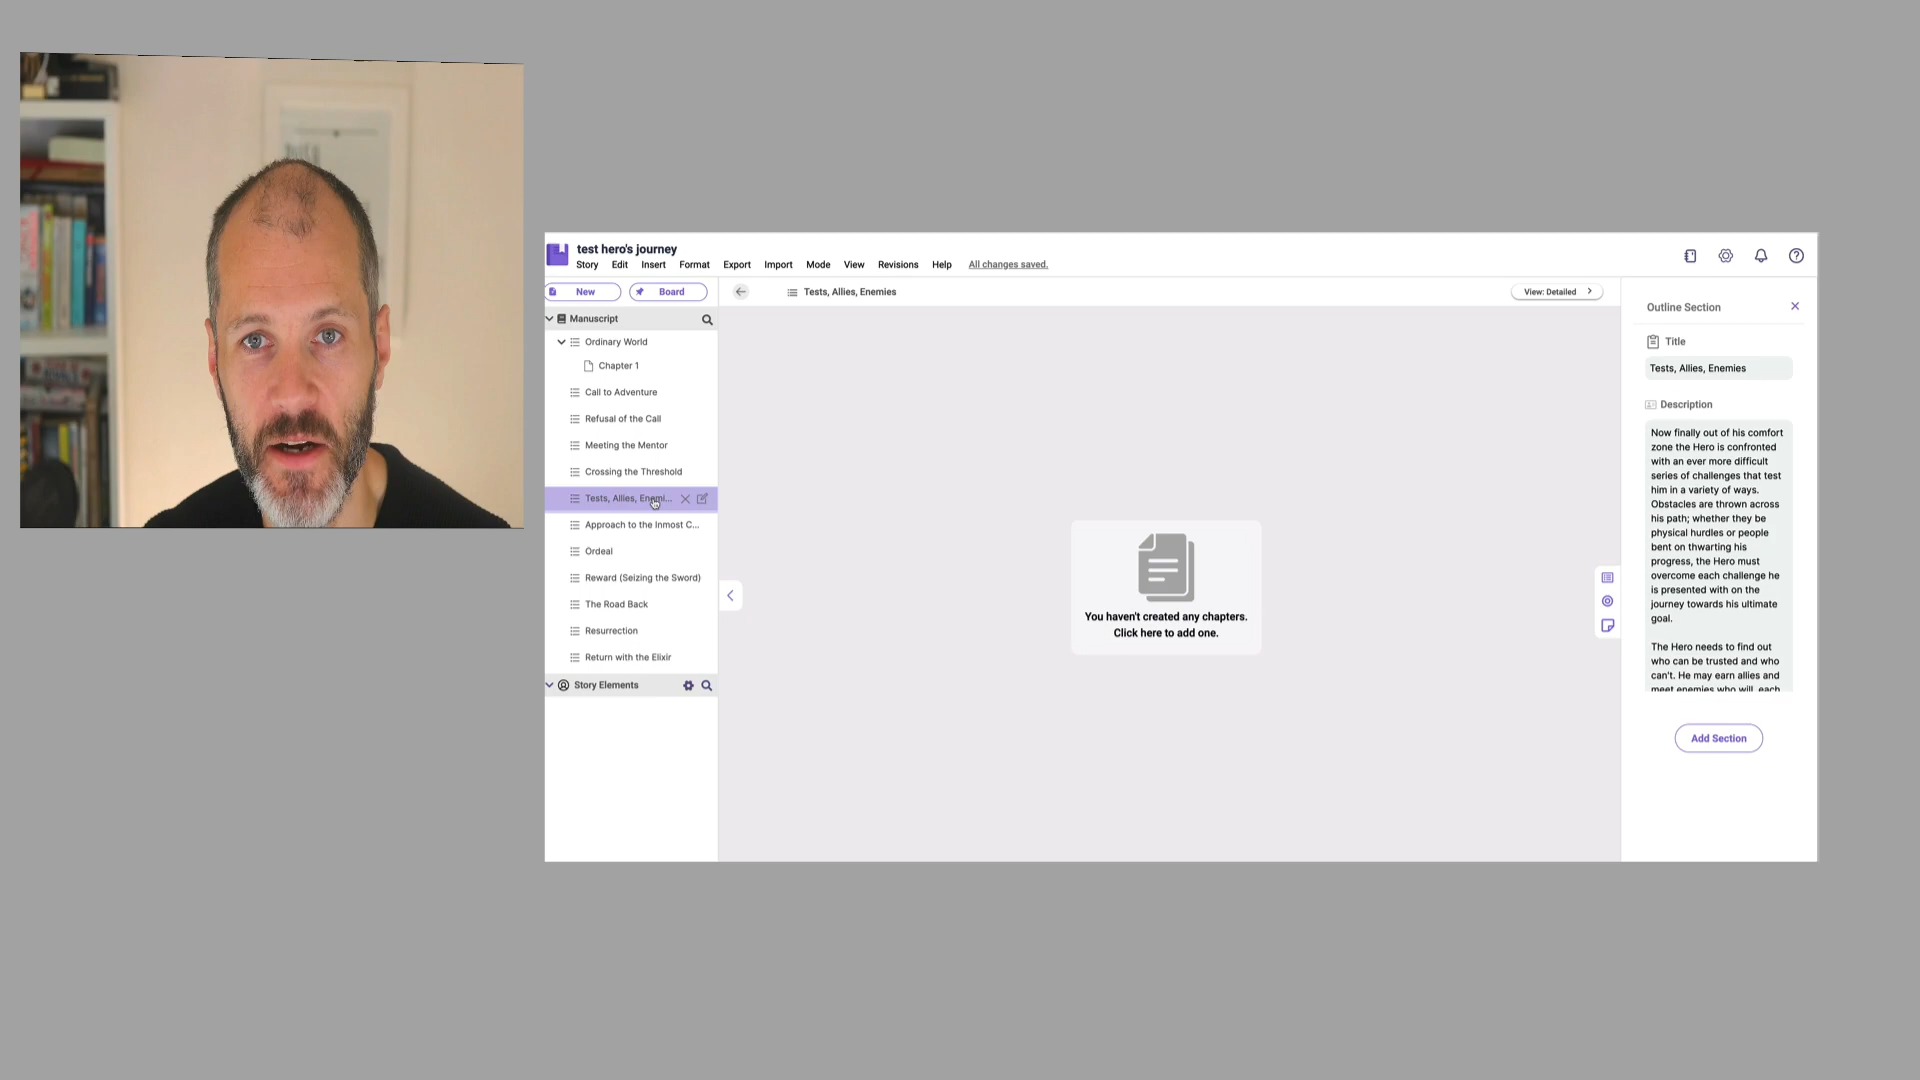 test hero's journey
Story Edit Insert Format Export Import Mode View Revisions Help All changes saved.
New Board
Tests, Allies, Enemies
View: Detailed
Manuscript
Ordinary World
Chapter 1
Call to Adventure
Refusal of the Call
Meeting the Mentor
Crossing the Threshold
Tests, Allies, Enemi...
Approach to the Inmost C...
Ordeal
Reward (Seizing the Sword)
The Road Back
Resurrection
Return with the Elixir
Story Elements
You haven't created any chapters.
Click here to add one.
Outline Section
Title
Tests, Allies, Enemies
Description
Now finally out of his comfort
zone the Hero is confronted
with an ever more difficult
series of challenges that test
him in a variety of ways.
Obstacles are thrown across
his path; whether they be
physical hurdles or people
bent on thwarting his
progress, the Hero must
overcome each challenge he
is presented with on the
journey towards his ultimate
goal.
The Hero needs to find out
who can be trusted and who
can't. He may earn allies and
meet enemies who will, each
Add Section